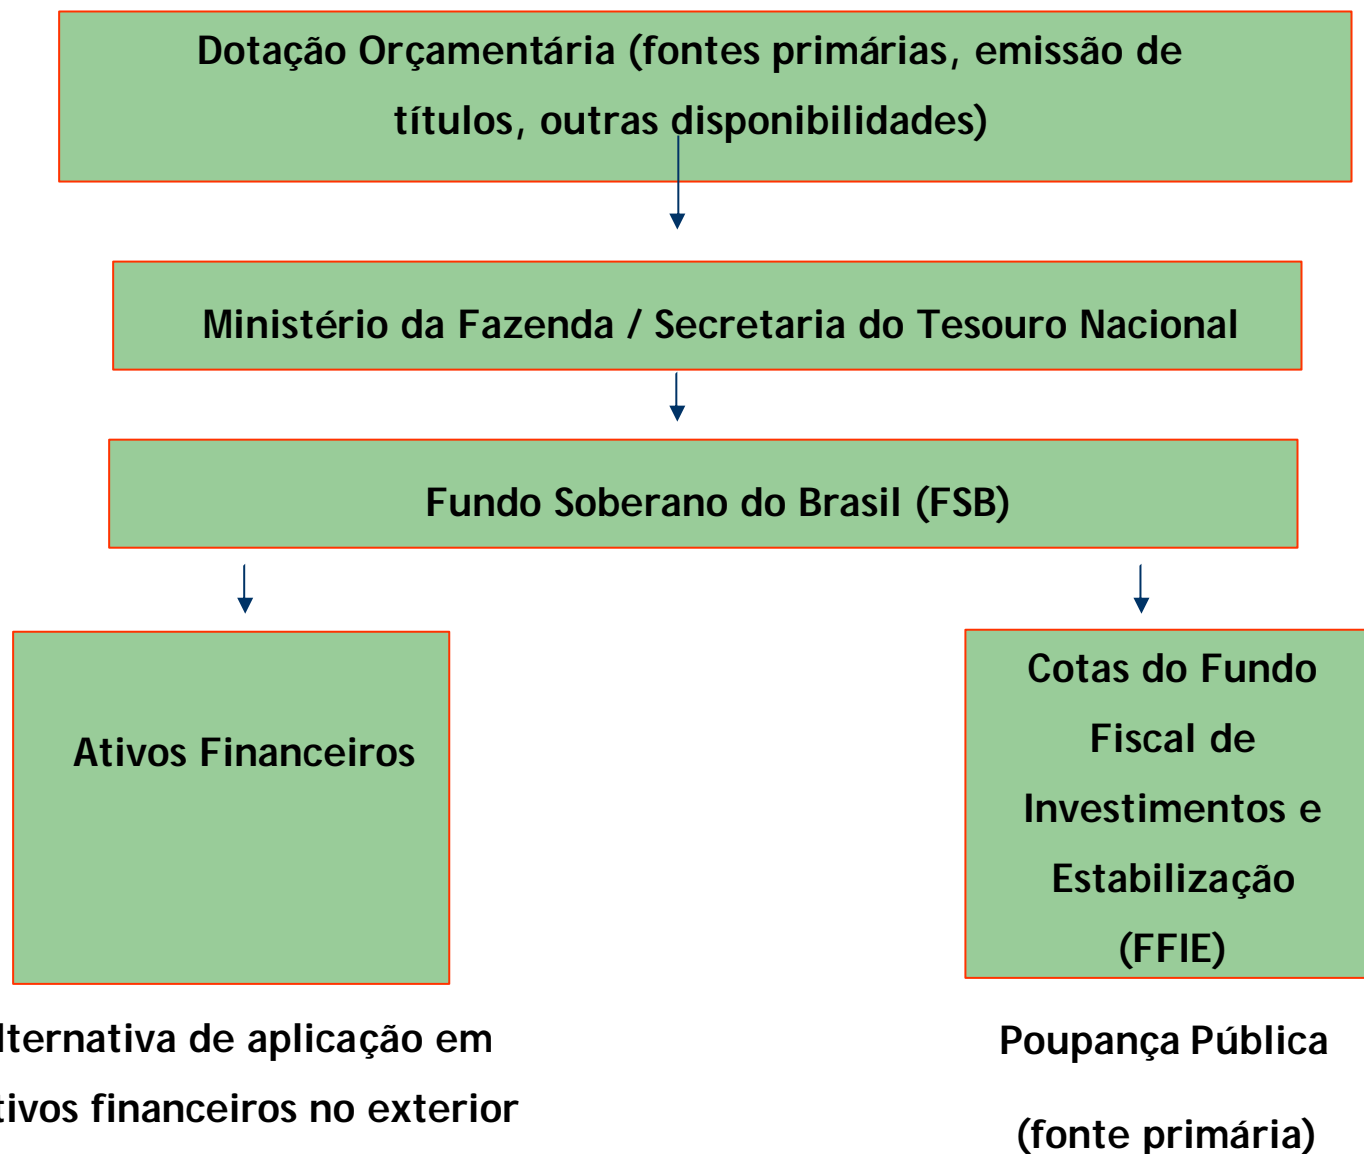 Dotação Orçamentária (fontes primárias, emissão de
títulos, outras disponibilidades)
Ministério da Fazenda / Secretaria do Tesouro Nacional
Fundo Soberano do Brasil (FSB)
Ativos Financeiros
lternativa de aplicação em
tivos financeiros no exterior
Cotas do Fundo
Fiscal de
Investimentos e
Estabilização
(FFIE)
Poupança Pública
(fonte primária)